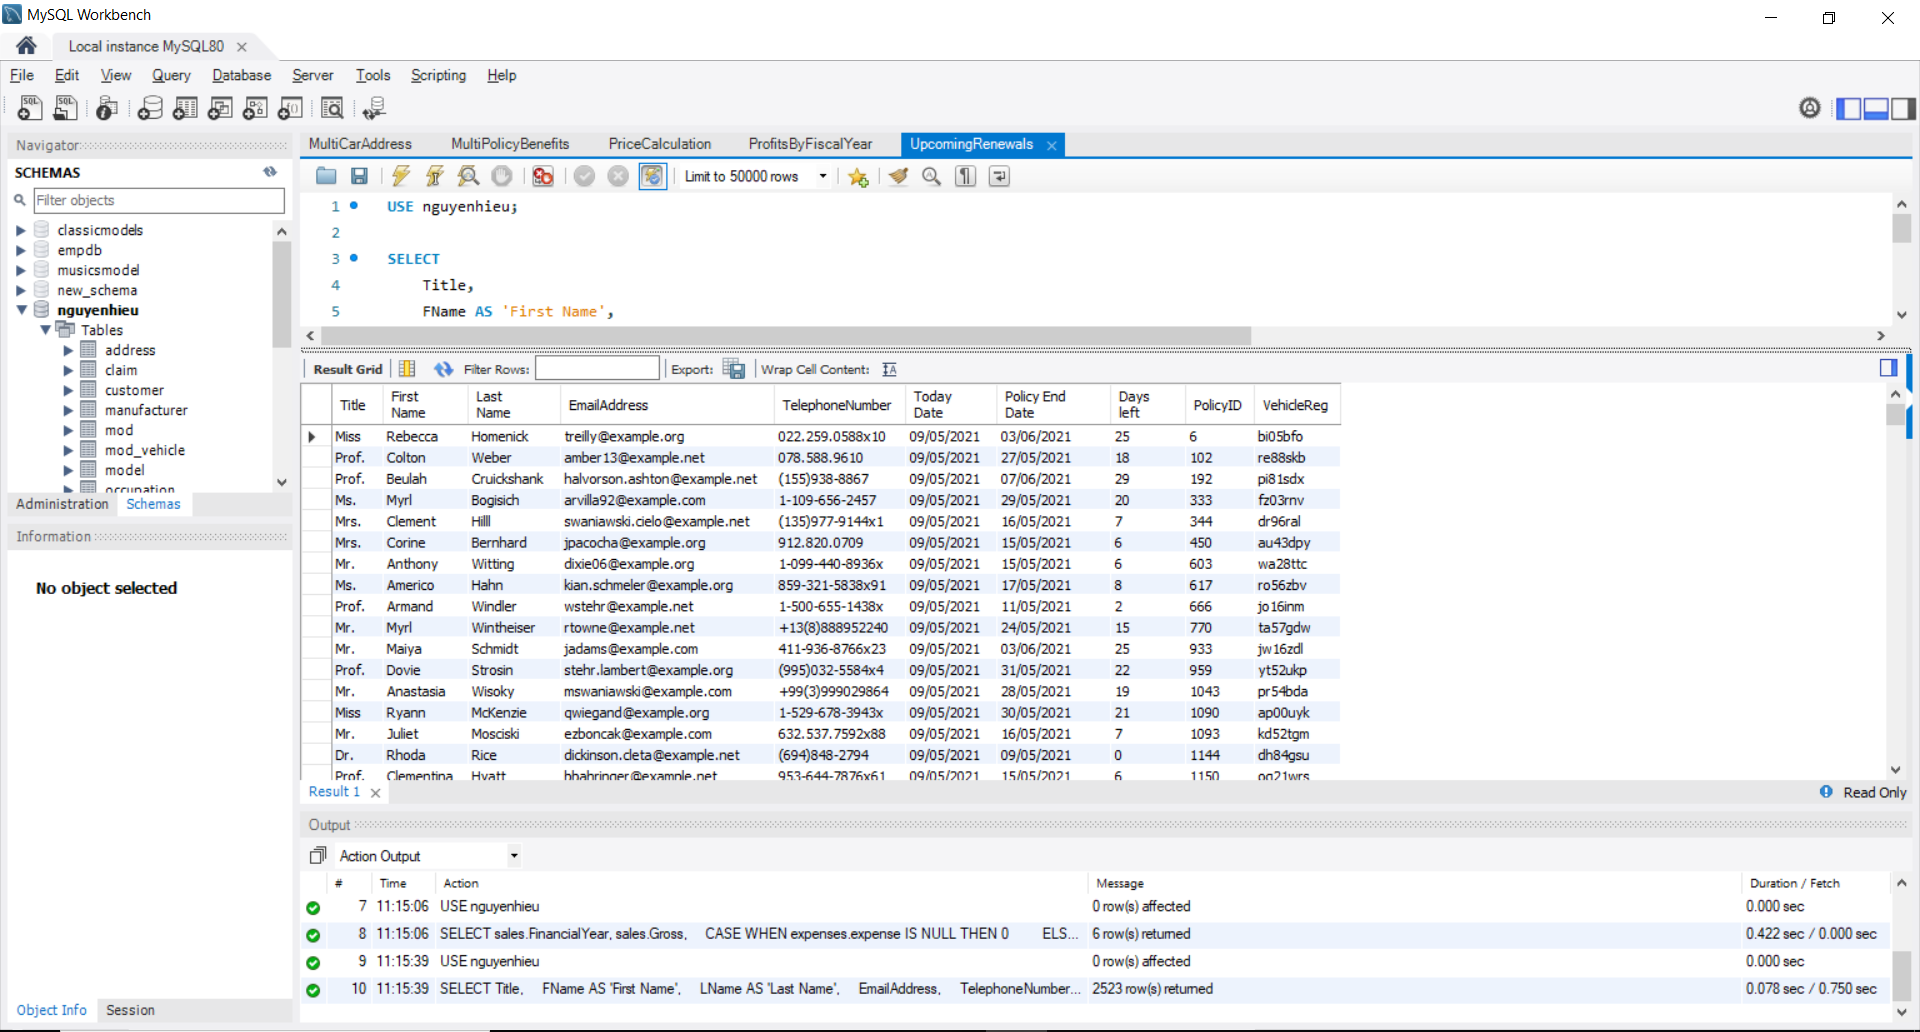 MySQL Workbench
Local instance MySQL80
File Edit View Query Database Server Tools Scripting Help
Navigator
SCHEMAS
Filter objects
classicmodels
empdb
musicsmodel
new_schema
nguyenhieu
Tables
address
claim
customer
manufacturer
mod
mod_vehicle
model
occupation
Administration Schemas
Information
No object selected
Object Info Session
MultiCarAddress MultiPolicyBenefits PriceCalculation ProfitsByFiscalYear UpcomingRenewals
Limit to 50000 rows
1 USE nguyenhieu;
2
3 SELECT
4 Title,
5 FName AS 'First Name',
Result Grid Filter Rows: Export: Wrap Cell Content:
Title First Name Last Name EmailAddress TelephoneNumber Today Date Policy End Date Days left PolicyID VehicleReg
Miss Rebecca Homenick treilly@example.org 022.259.0588x10 09/05/2021 03/06/2021 25 6 bi05bfo
Prof. Colton Weber amber13@example.net 078.588.9610 09/05/2021 27/05/2021 18 102 re88skb
Prof. Beulah Cruickshank halvorson.ashton@example.net (155)938-8867 09/05/2021 07/06/2021 29 192 pi81sdx
Ms. Myrl Bogisich arvilla92@example.com 1-109-656-2457 09/05/2021 29/05/2021 20 333 fz03rnv
Mrs. Clement Hilll swaniawski.cielo@example.net (135)977-9144x1 09/05/2021 16/05/2021 7 344 dr96ral
Mrs. Corine Bernhard jpacocha@example.org 912.820.0709 09/05/2021 15/05/2021 6 450 au43dpy
Mr. Anthony Witting dixie06@example.org 1-099-440-8936x 09/05/2021 15/05/2021 6 603 wa28ttc
Ms. Americo Hahn kian.schmeler@example.org 859-321-5838x91 09/05/2021 17/05/2021 8 617 ro56zbv
Prof. Armand Windler wstehr@example.net 1-500-655-1438x 09/05/2021 11/05/2021 2 666 jo16inm
Mr. Myrl Wintheiser rtowne@example.net +13(8)888952240 09/05/2021 24/05/2021 15 770 ta57gdw
Mr. Maiya Schmidt jadams@example.com 411-936-8766x23 09/05/2021 03/06/2021 25 933 jw16zdl
Prof. Dovie Strosin stehr.lambert@example.org (995)032-5584x4 09/05/2021 31/05/2021 22 959 yt52ukp
Mr. Anastasia Wisoky mswaniawski@example.com +99(3)999029864 09/05/2021 28/05/2021 19 1043 pr54bda
Miss Ryann McKenzie qwiegand@example.org 1-529-678-3943x 09/05/2021 30/05/2021 21 1090 ap00uyk
Mr. Juliet Mosciski ezboncak@example.com 632.537.7592x88 09/05/2021 16/05/2021 7 1093 kd52tgm
Dr. Rhoda Rice dickinson.cleta@example.net (694)848-2794 09/05/2021 09/05/2021 0 1144 dh84gsu
Prof. Clementina Hyatt bbahringer@example.net 953-644-7876x61 09/05/2021 15/05/2021 6 1150 og21wrs
Result 1 Read Only
Output
Action Output
# Time Action Message Duration / Fetch
7 11:15:06 USE nguyenhieu 0 row(s) affected 0.000 sec
8 11:15:06 SELECT sales.FinancialYear, sales.Gross, CASE WHEN expenses.expense IS NULL THEN 0 ELS... 6 row(s) returned 0.422 sec / 0.000 sec
9 11:15:39 USE nguyenhieu 0 row(s) affected 0.000 sec
10 11:15:39 SELECT Title, FName AS 'First Name', LName AS 'Last Name', EmailAddress, TelephoneNumber... 2523 row(s) returned 0.078 sec / 0.750 sec